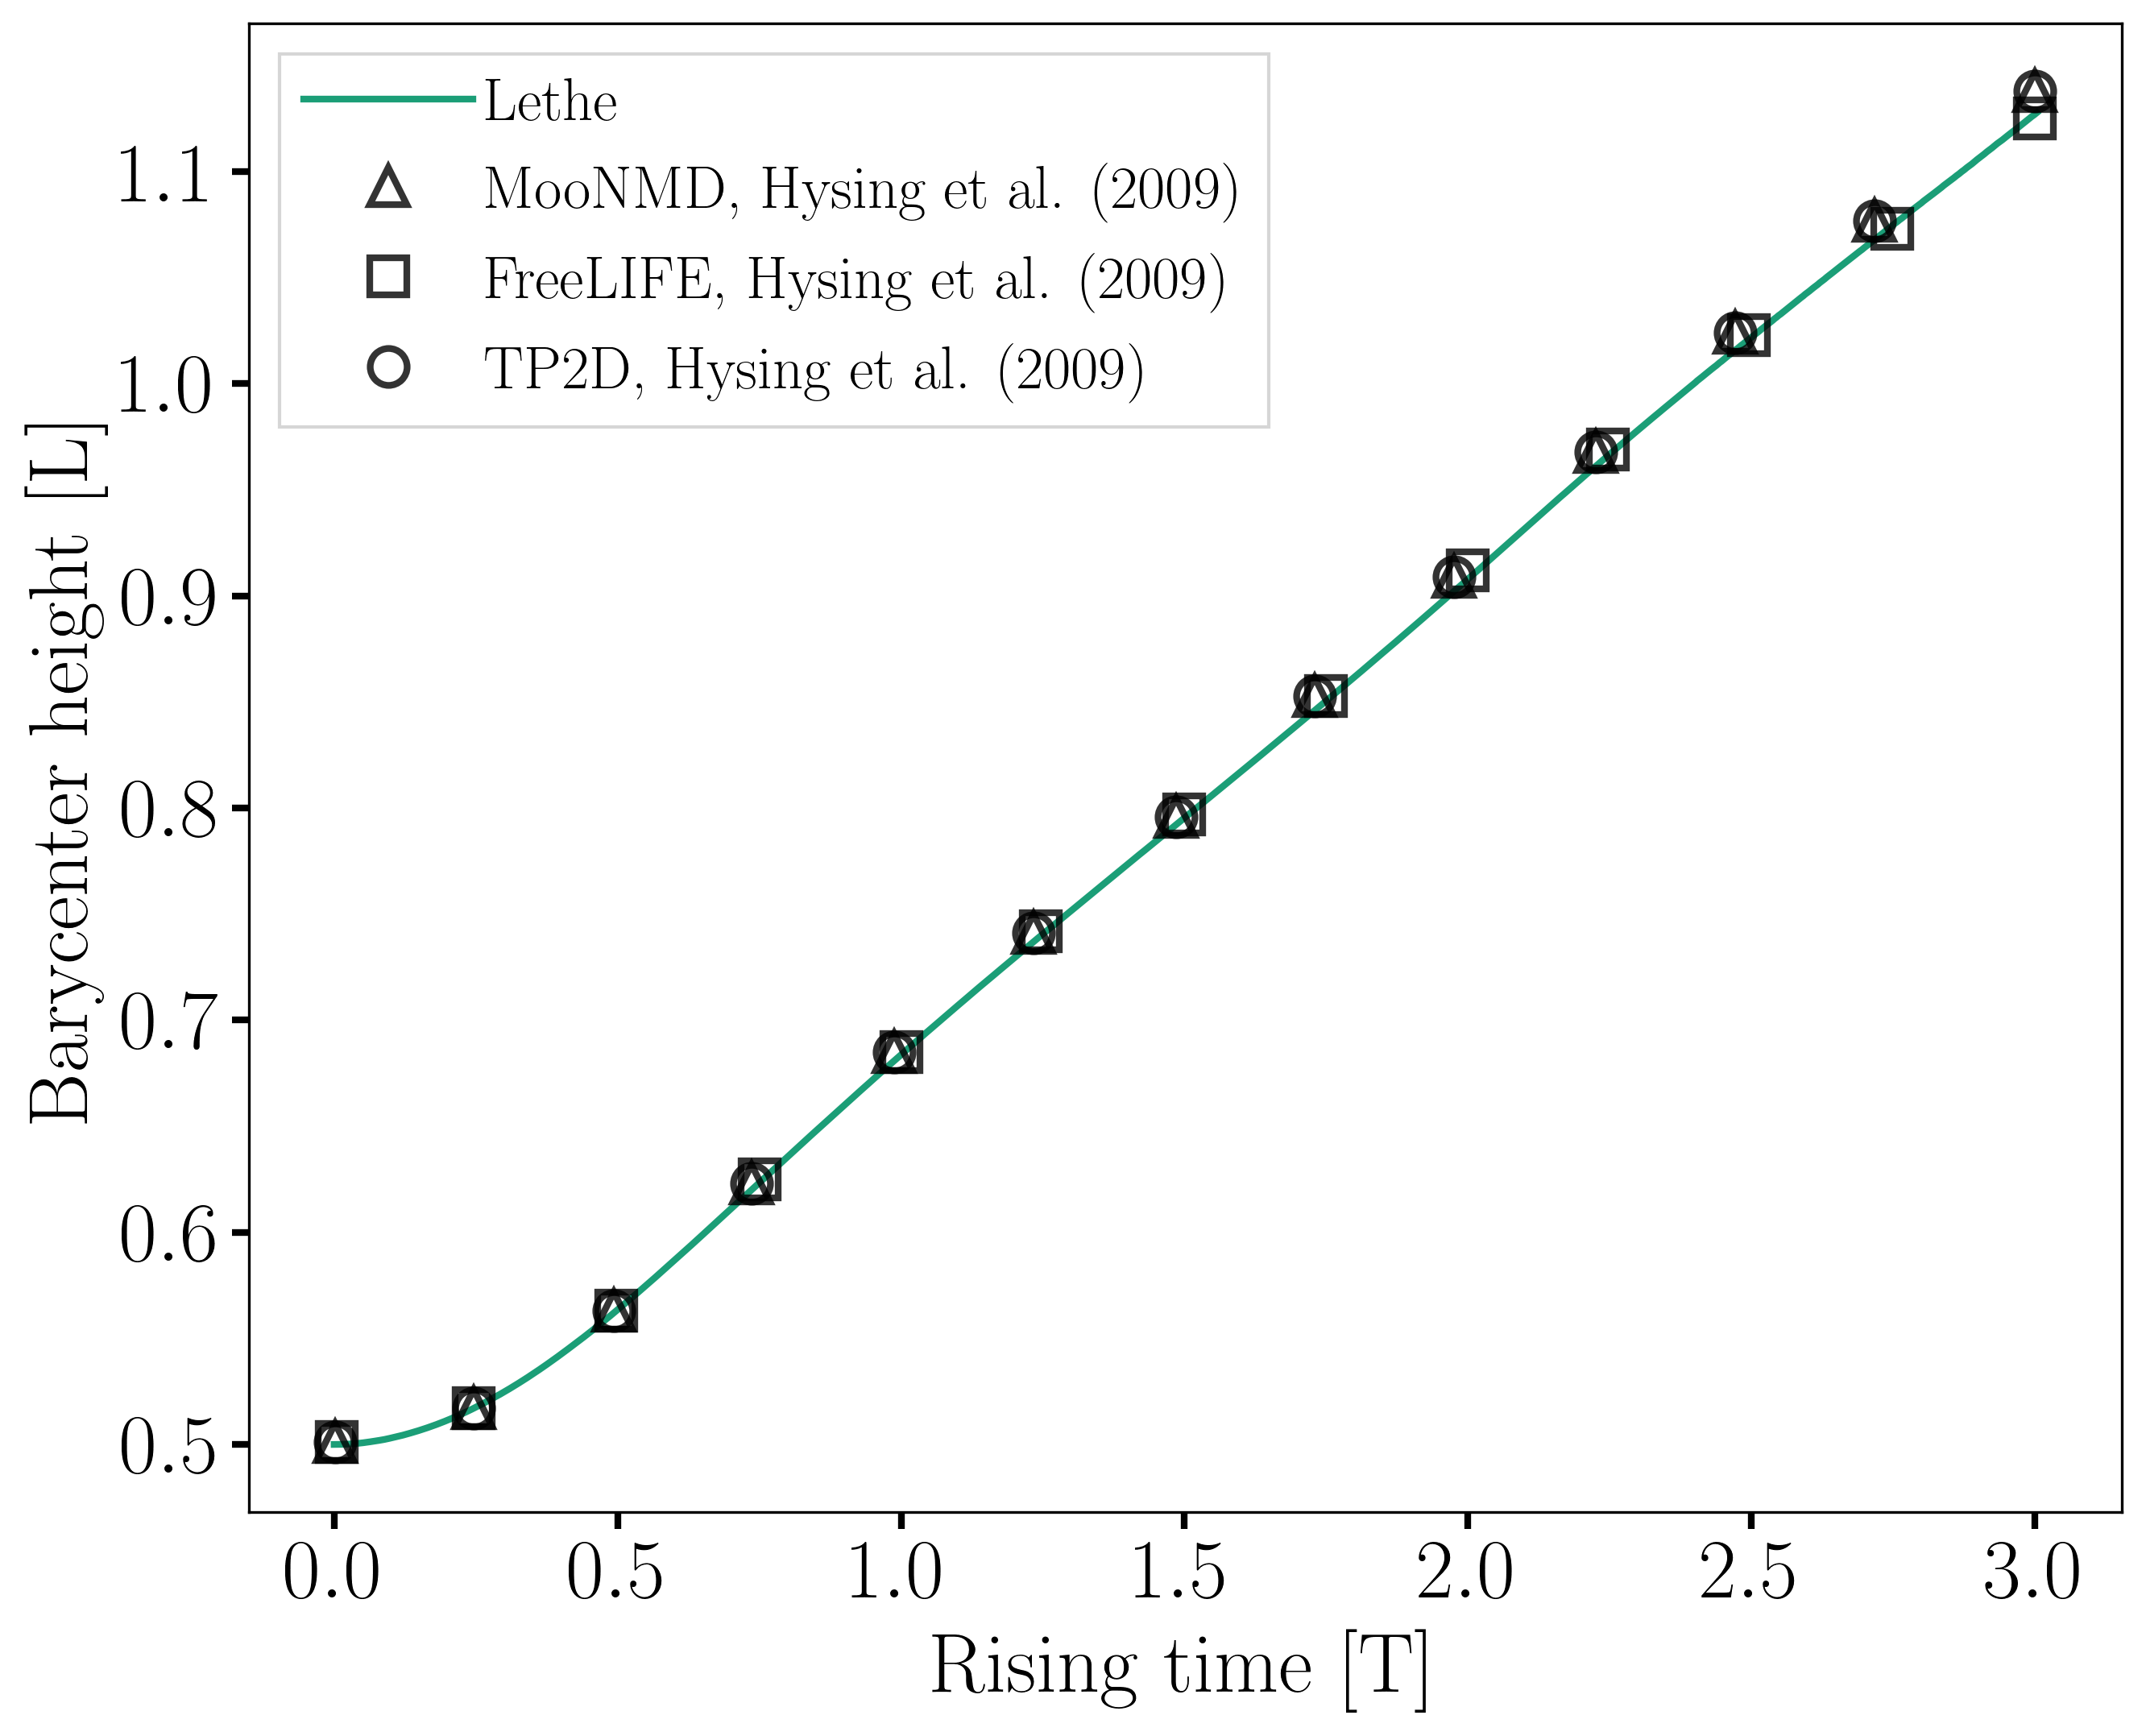 Lethe
MooNMD, Hysing et al. (2009)
FreeLIFE, Hysing et al. (2009)
TP2D, Hysing et al. (2009)
Barycenter height [L]
1.1
1.0
0.9
0.8
0.7
0.6
0.5
0.0 0.5 1.0 1.5 2.0 2.5 3.0
Rising time [T]